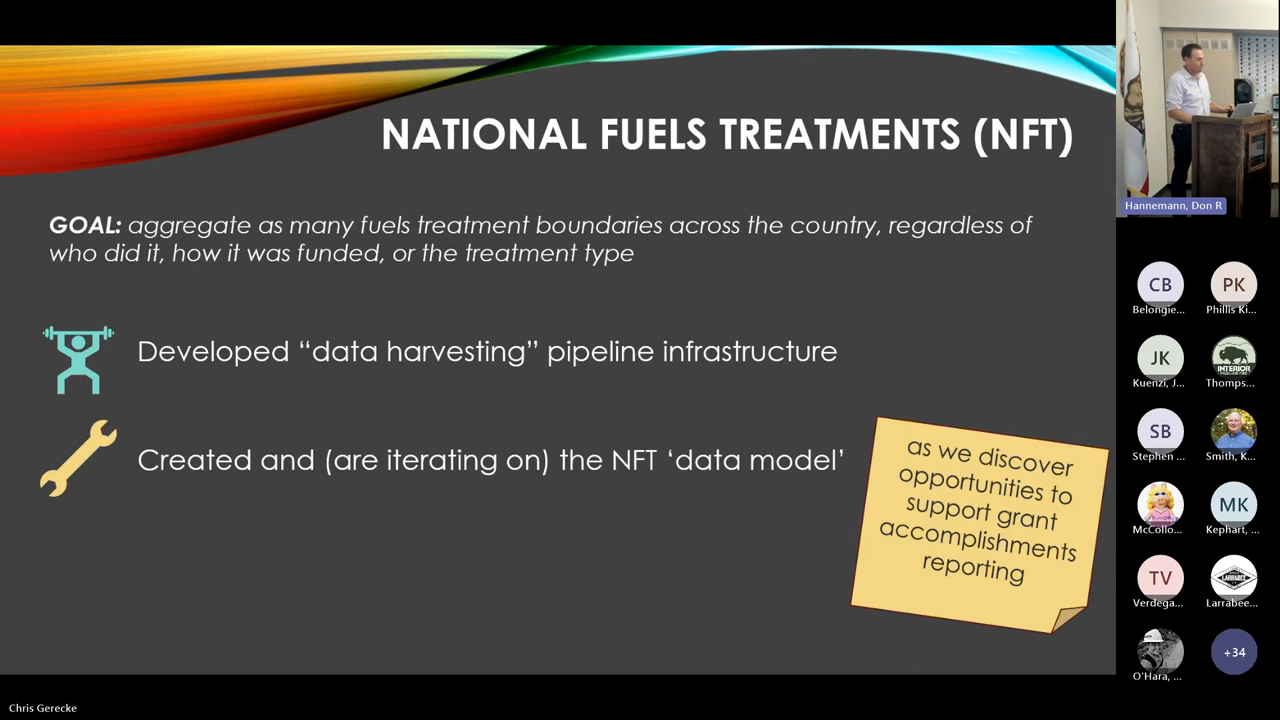 NATIONAL FUELS TREATMENTS (NFT)
GOAL: aggregate as many fuels treatment boundaries across the country, regardless of
who did it, how it was funded, or the treatment type
Developed “data harvesting” pipeline infrastructure
Created and (are iterating on) the NFT ‘data model’
as we discover
opportunities to
support grant
accomplishments
reporting
Hannemann, Don R
CB
PK
Belongie...
Phillis Ki...
JK
INTERIOR
Kuenzi, J...
Thomps...
SB
Stephen ...
Smith, K...
MK
McCollo...
Kephart, ...
TV
LARRABEE
Verdega...
Larrabee...
+34
O'Hara, ...
Chris Gerecke